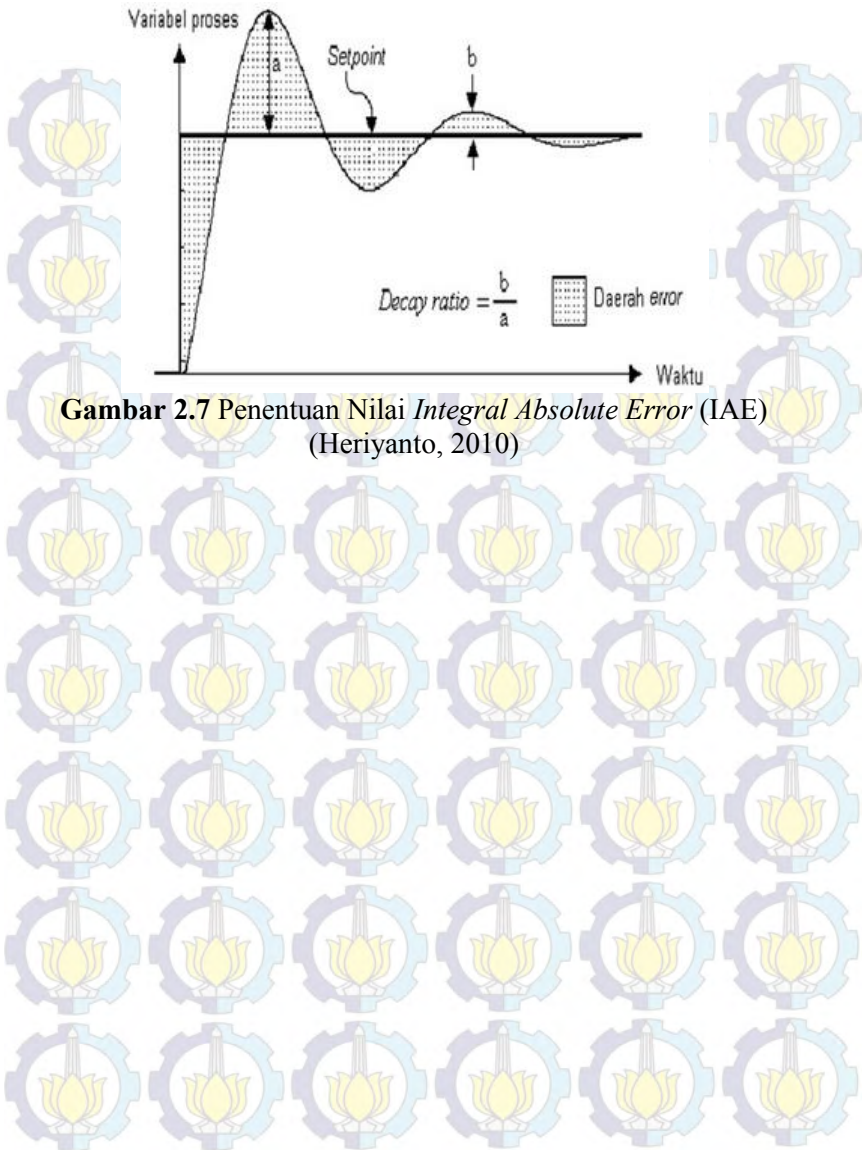 Variabel proses
a
Setpoint
b
Decay ratio = b/a
Daerah error
Waktu
Gambar 2.7 Penentuan Nilai Integral Absolute Error (IAE)
(Heriyanto, 2010)